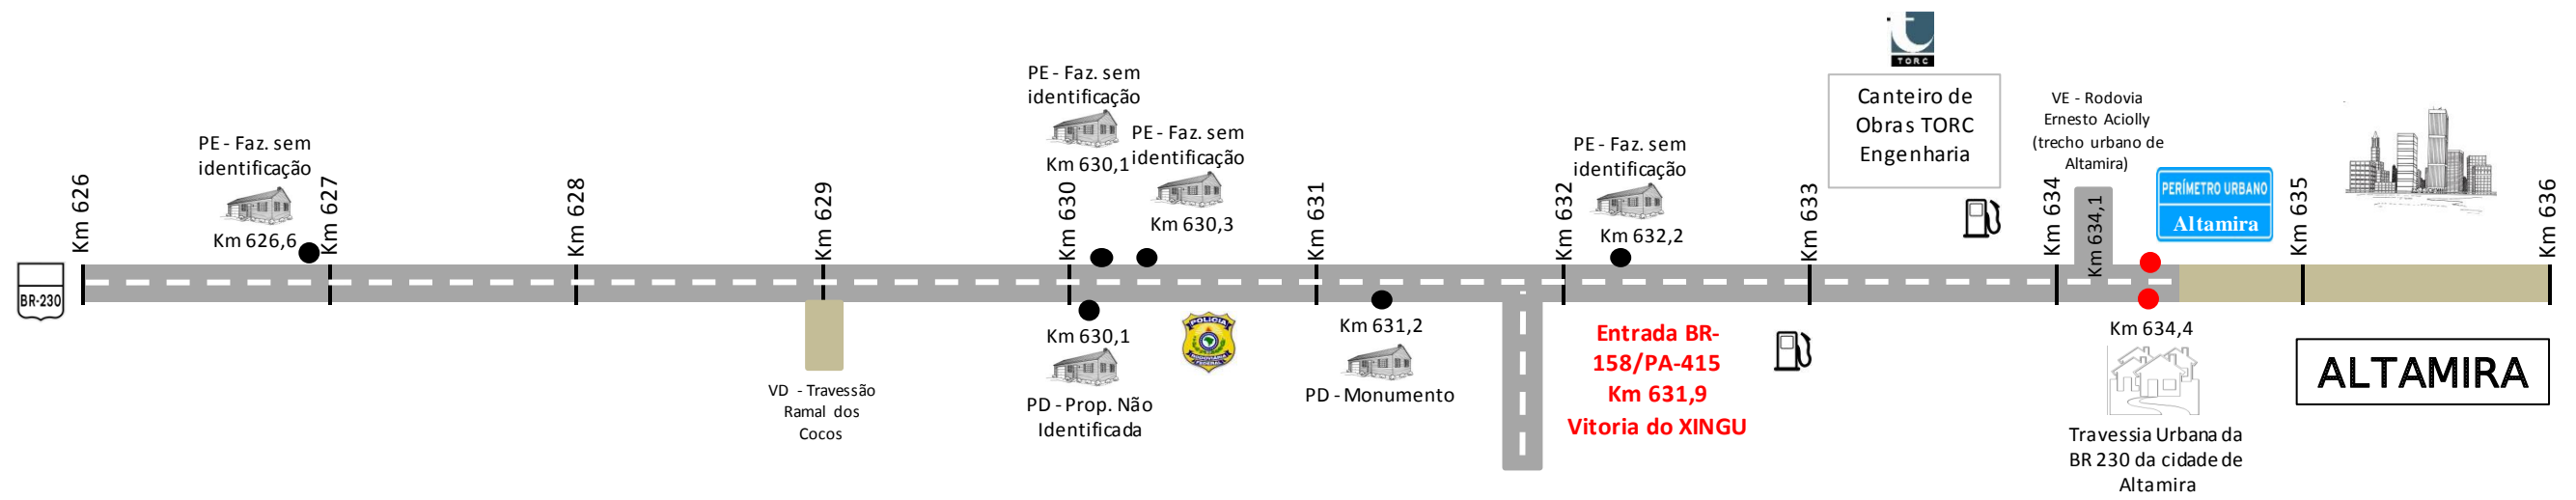 BR-230
Km 626
PE - Faz. sem
identificação
Km 626,6
Km 627
Km 628
Km 629
VD - Travessão
Ramal dos
Cocos
Km 630
PE - Faz. sem
identificação
Km 630,1
PE - Faz. sem
identificação
Km 630,3
Km 630,1
PD - Prop. Não
Identificada
POLICIA
RODOVIÁRIA
FEDERAL
Km 631
Km 631,2
PD - Monumento
Km 632
Entrada BR-
158/PA-415
Km 631,9
Vitoria do XINGU
PE - Faz. sem
identificação
Km 632,2
Km 633
TORC
Canteiro de
Obras TORC
Engenharia
Km 634
VE - Rodovia
Ernesto Aciolly
(trecho urbano de
Altamira)
Km 634,1
PERÍMETRO URBANO
Altamira
Km 634,4
Travessia Urbana da
BR 230 da cidade de
Altamira
Km 635
Km 636
ALTAMIRA